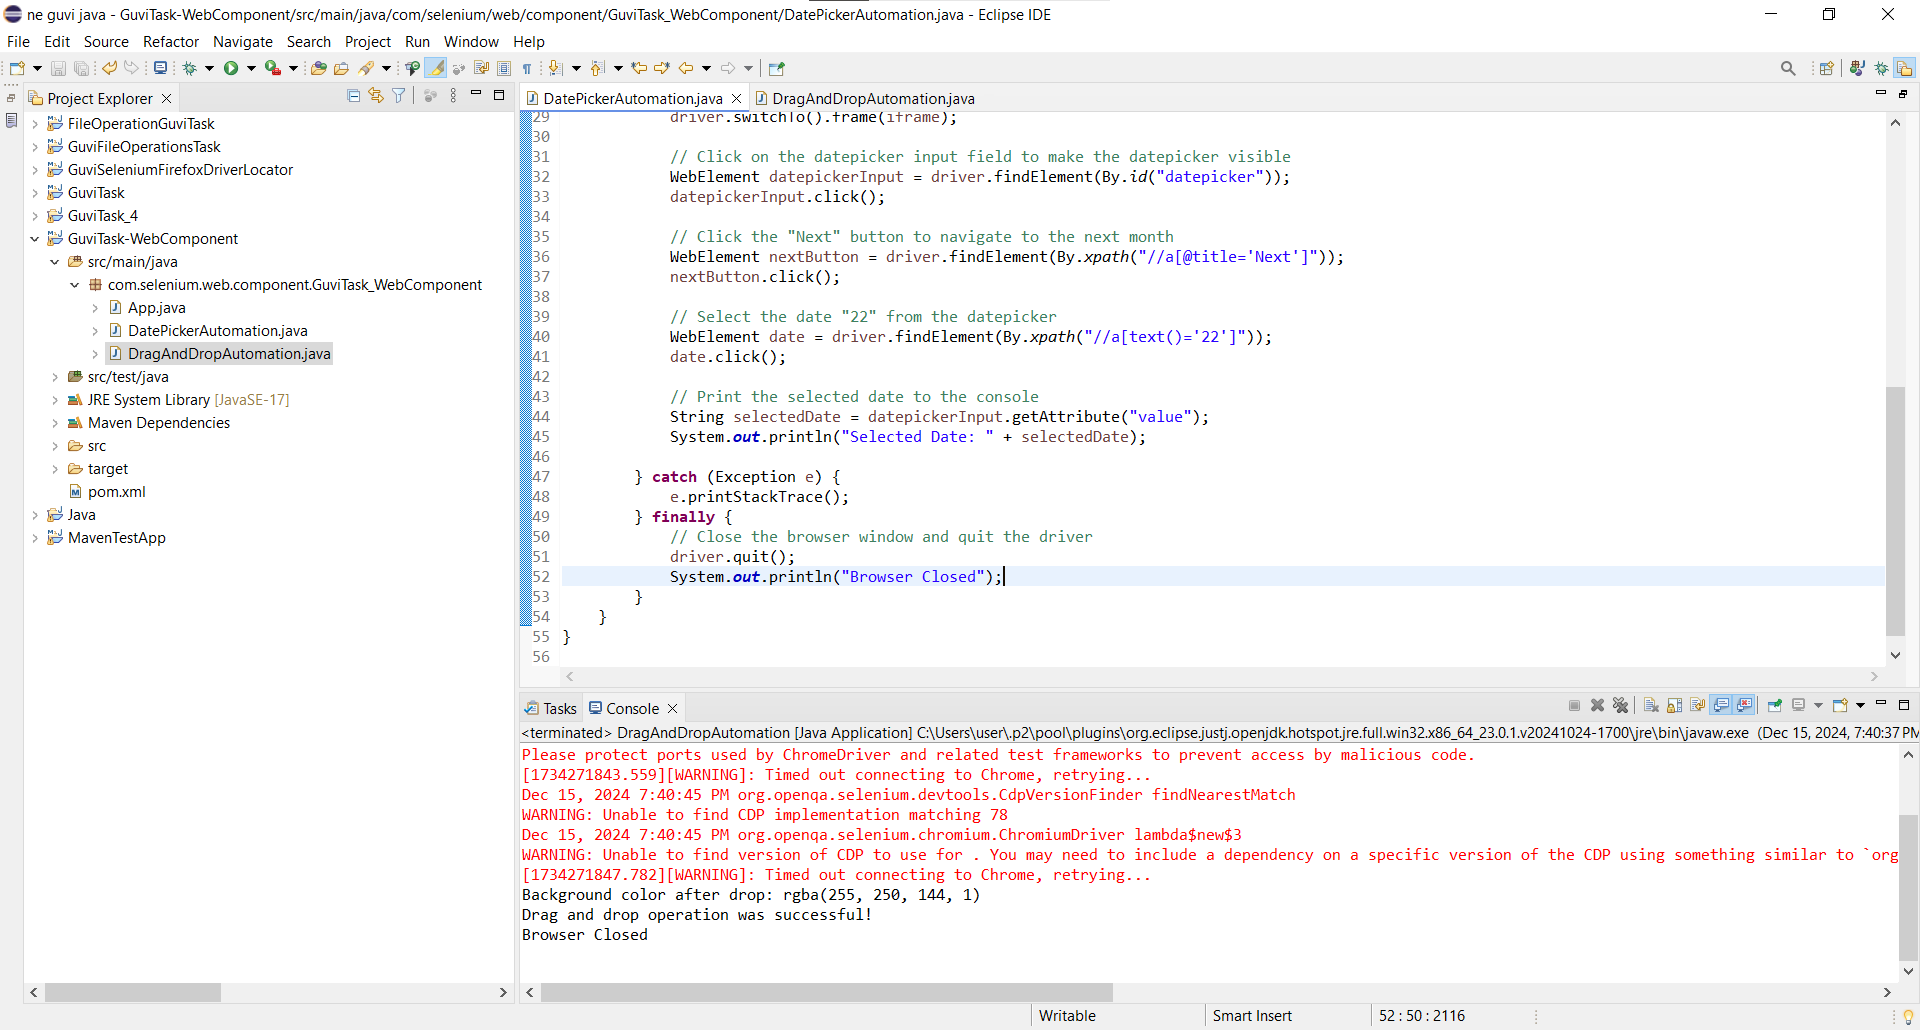 ne guvi java - GuviTask-WebComponent/src/main/java/com/selenium/web/component/GuviTask_WebComponent/DatePickerAutomation.java - Eclipse IDE
File Edit Source Refactor Navigate Search Project Run Window Help
Project Explorer
FileOperationGuviTask
GuviFileOperationsTask
GuviSeleniumFirefoxDriverLocator
GuviTask
GuviTask_4
GuviTask-WebComponent
src/main/java
com.selenium.web.component.GuviTask_WebComponent
App.java
DatePickerAutomation.java
DragAndDropAutomation.java
src/test/java
JRE System Library [JavaSE-17]
Maven Dependencies
src
target
pom.xml
Java
MavenTestApp
DatePickerAutomation.java DragAndDropAutomation.java
29 driver.switchTo().frame(iframe);
30
31 // Click on the datepicker input field to make the datepicker visible
32 WebElement datepickerInput = driver.findElement(By.id("datepicker"));
33 datepickerInput.click();
34
35 // Click the "Next" button to navigate to the next month
36 WebElement nextButton = driver.findElement(By.xpath("//a[@title='Next']"));
37 nextButton.click();
38
39 // Select the date "22" from the datepicker
40 WebElement date = driver.findElement(By.xpath("//a[text()='22']"));
41 date.click();
42
43 // Print the selected date to the console
44 String selectedDate = datepickerInput.getAttribute("value");
45 System.out.println("Selected Date: " + selectedDate);
46
47 } catch (Exception e) {
48 e.printStackTrace();
49 } finally {
50 // Close the browser window and quit the driver
51 driver.quit();
52 System.out.println("Browser Closed");
53 }
54 }
55 }
56
Tasks Console
<terminated> DragAndDropAutomation [Java Application] C:\Users\user\.p2\pool\plugins\org.eclipse.justj.openjdk.hotspot.jre.full.win32.x86_64_23.0.1.v20241024-1700\jre\bin\javaw.exe (Dec 15, 2024, 7:40:37 PM
Please protect ports used by ChromeDriver and related test frameworks to prevent access by malicious code.
[1734271843.559][WARNING]: Timed out connecting to Chrome, retrying...
Dec 15, 2024 7:40:45 PM org.openqa.selenium.devtools.CdpVersionFinder findNearestMatch
WARNING: Unable to find CDP implementation matching 78
Dec 15, 2024 7:40:45 PM org.openqa.selenium.chromium.ChromiumDriver lambda$new$3
WARNING: Unable to find version of CDP to use for . You may need to include a dependency on a specific version of the CDP using something similar to `org
[1734271847.782][WARNING]: Timed out connecting to Chrome, retrying...
Background color after drop: rgba(255, 250, 144, 1)
Drag and drop operation was successful!
Browser Closed
Writable Smart Insert 52 : 50 : 2116